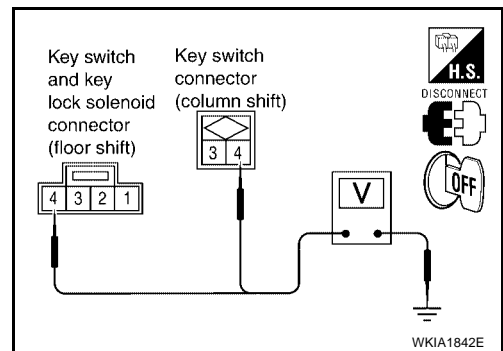 Key switch
and key
lock solenoid
connector
(floor shift)
Key switch
connector
(column shift)
3 4
4 3 2 1
V
H.S.
DISCONNECT
OFF
WKIA1842E